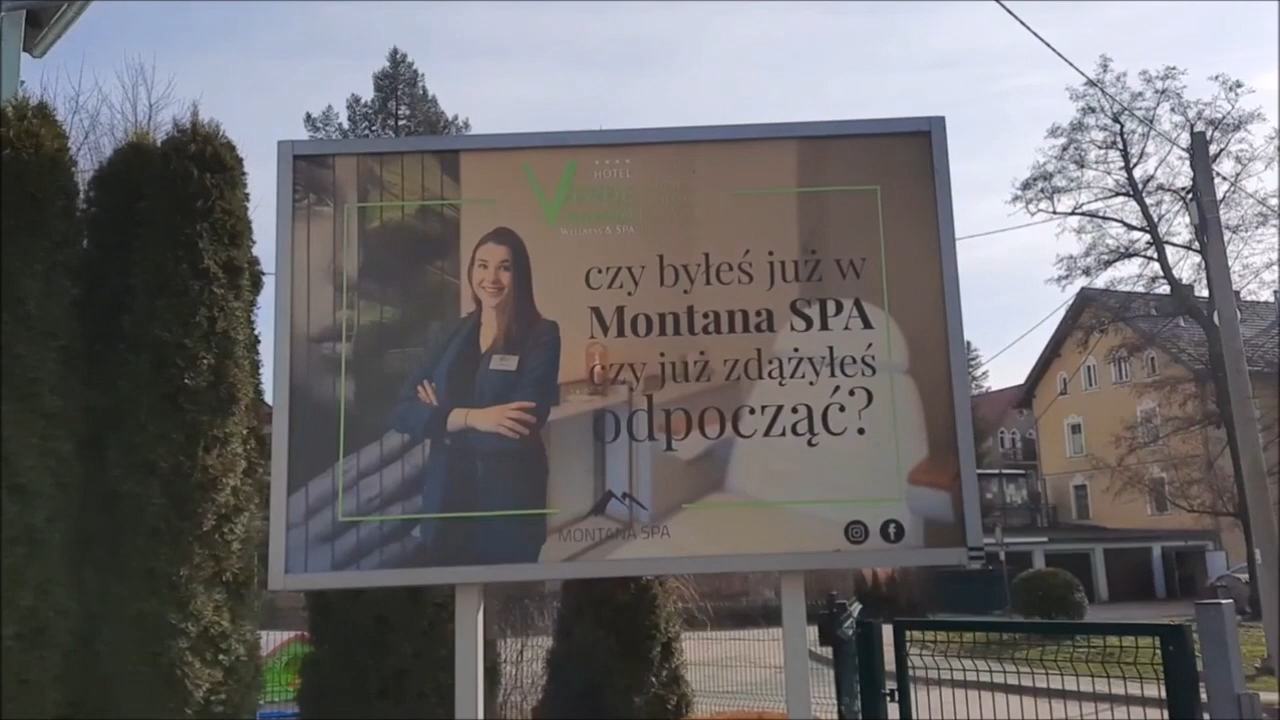 HOTEL
WELLNESS & SPA
czy byłeś już w
Montana SPA
czy już zdążyłeś
odpocząć?
MONTANA SPA